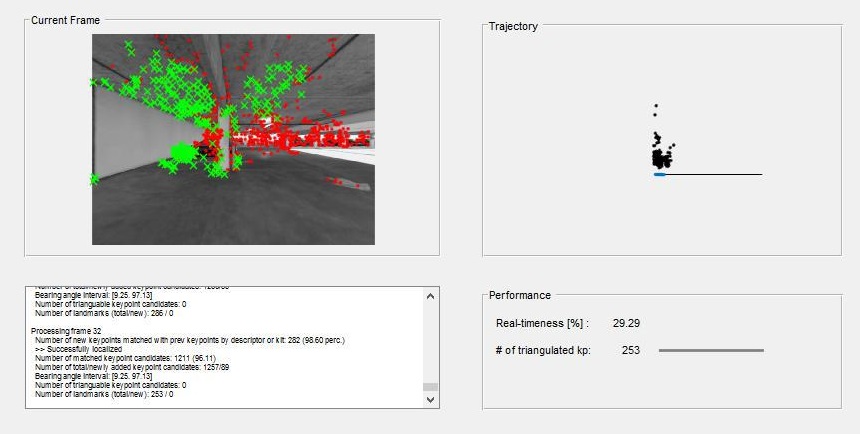 Current Frame
Trajectory
Number of total/newly added keypoint candidates:
Bearing angle interval: [9.25. 97.13]
Number of trianguable keypoint candidates: 0
Number of landmarks (total/new): 286 / 0
Processing frame 32
Number of new keypoints matched with prev keypoints by descriptor or klt: 282 (98.60 perc.)
>> Successfully localized
Number of matched keypoint candidates: 1211 (96.11)
Number of total/newly added keypoint candidates: 1257/89
Bearing angle interval: [9.25. 97.13]
Number of trianguable keypoint candidates: 0
Number of landmarks (total/new): 253 / 0
Performance
Real-timeness [%] : 29.29
# of triangulated kp: 253